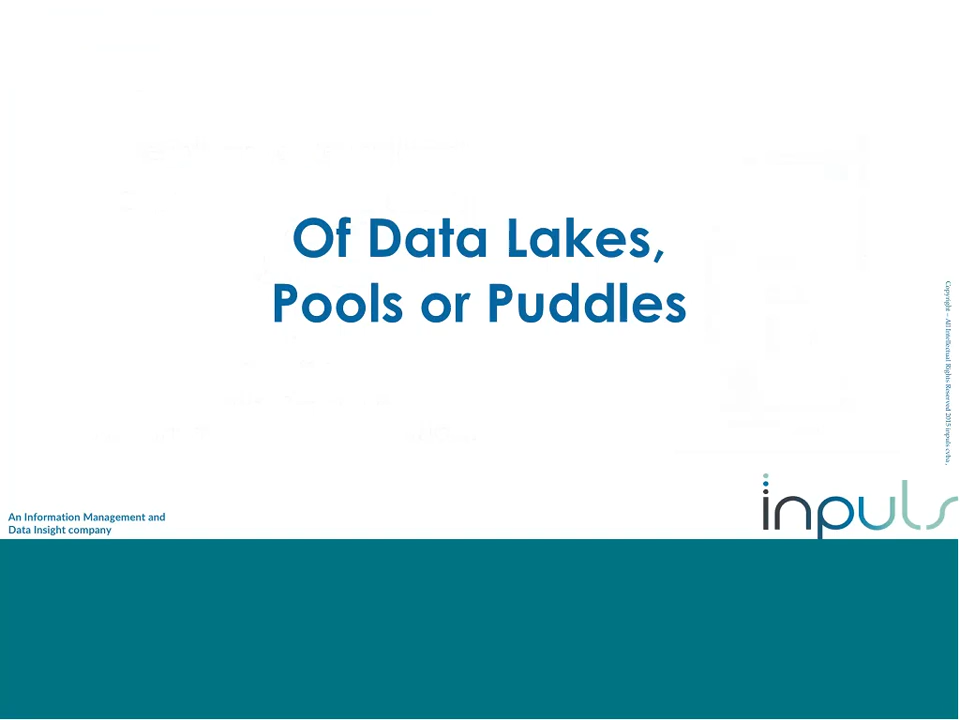 Of Data Lakes,
Pools or Puddles
Copyright – All Intellectual Rights Reserved 2015 inpuls cvba,
inpuls
An Information Management and
Data Insight company